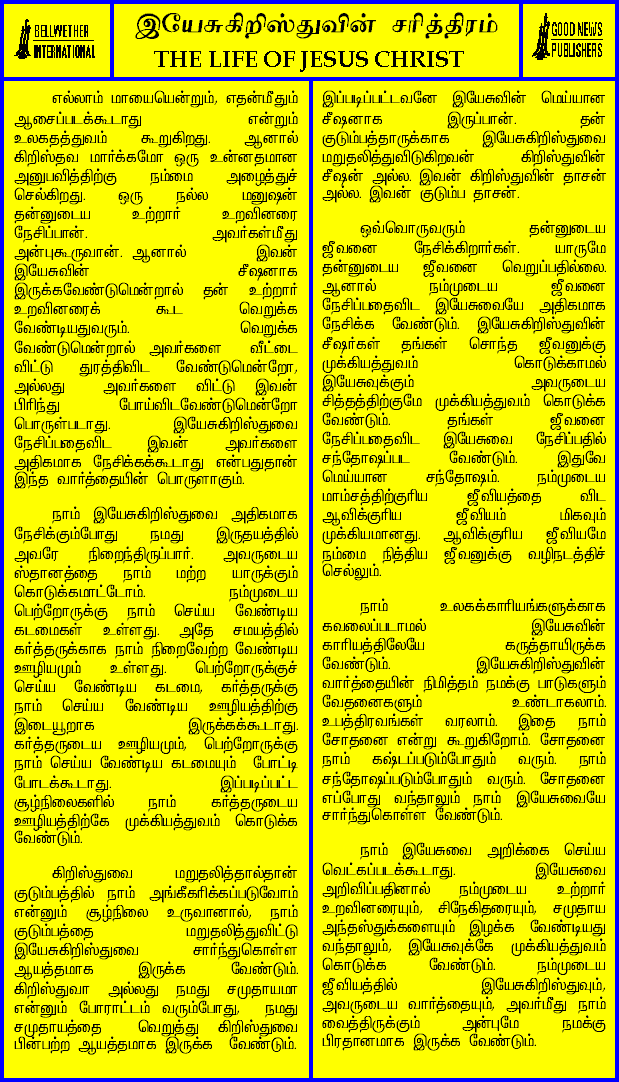 BELLWETHER
INTERNATIONAL
இயேசுகிறிஸ்துவின் சரித்திரம்
THE LIFE OF JESUS CHRIST
GOOD NEWS
PUBLISHERS
எல்லாம் மாயையென்றும், எதன்மீதும்
ஆசைப்படக்கூடாது என்றும்
உலகதத்துவம் கூறுகிறது. ஆனால்
கிறிஸ்தவ மார்க்கமோ ஒரு உன்னதமான
அனுபவித்திற்கு நம்மை அழைத்துச்
செல்கிறது. ஒரு நல்ல மனுஷன்
தன்னுடைய உற்றார் உறவினரை
நேசிப்பான். அவர்கள்மீது
அன்புகூருவான். ஆனால் இவன்
இயேசுவின் சீஷனாக
இருக்கவேண்டுமென்றால் தன் உற்றார்
உறவினரைக் கூட வெறுக்க
வேண்டியதுவரும். வெறுக்க
வேண்டுமென்றால் அவர்களை வீட்டை
விட்டு துரத்திவிட வேண்டுமென்றோ,
அல்லது அவர்களை விட்டு இவன்
பிரிந்து போய்விடவேண்டுமென்றோ
பொருள்படாது. இயேசுகிறிஸ்துவை
நேசிப்பதைவிட இவன் அவர்களை
அதிகமாக நேசிக்கக்கூடாது என்பதுதான்
இந்த வார்த்தையின் பொருளாகும்.
நாம் இயேசுகிறிஸ்துவை அதிகமாக
நேசிக்கும்போது நமது இருதயத்தில்
அவரே நிறைந்திருப்பார். அவருடைய
ஸ்தானத்தை நாம் மற்ற யாருக்கும்
கொடுக்கமாட்டோம். நம்முடைய
பெற்றோருக்கு நாம் செய்ய வேண்டிய
கடமைகள் உள்ளது. அதே சமயத்தில்
கர்த்தருக்காக நாம் நிறைவேற்ற வேண்டிய
ஊழியமும் உள்ளது. பெற்றோருக்குச்
செய்ய வேண்டிய கடமை, கர்த்தருக்கு
நாம் செய்ய வேண்டிய ஊழியத்திற்கு
இடையூறாக இருக்கக்கூடாது.
கர்த்தருடைய ஊழியமும், பெற்றோருக்கு
நாம் செய்ய வேண்டிய கடமையும் போட்டி
போடக்கூடாது. இப்படிப்பட்ட
சூழ்நிலைகளில் நாம் கர்த்தருடைய
ஊழியத்திற்கே முக்கியத்துவம் கொடுக்க
வேண்டும்.
கிறிஸ்துவை மறுதலித்தால்தான்
குடும்பத்தில் நாம் அங்கீகரிக்கப்படுவோம்
என்னும் சூழ்நிலை உருவானால், நாம்
குடும்பத்தை மறுதலித்துவிட்டு
இயேசுகிறிஸ்துவை சார்ந்துகொள்ள
ஆயத்தமாக இருக்க வேண்டும்.
கிறிஸ்துவா அல்லது நமது சமுதாயமா
என்னும் போராட்டம் வரும்போது, நமது
சமுதாயத்தை வெறுத்து கிறிஸ்துவை
பின்பற்ற ஆயத்தமாக இருக்க வேண்டும்.
இப்படிப்பட்டவனே இயேசுவின் மெய்யான
சீஷனாக இருப்பான். தன்
குடும்பத்தாருக்காக இயேசுகிறிஸ்துவை
மறுதலித்துவிடுகிறவன் கிறிஸ்துவின்
சீஷன் அல்ல. இவன் கிறிஸ்துவின் தாசன்
அல்ல. இவன் குடும்ப தாசன்.
ஒவ்வொருவரும் தன்னுடைய
ஜீவனை நேசிக்கிறார்கள். யாருமே
தன்னுடைய ஜீவனை வெறுப்பதில்லை.
ஆனால் நம்முடைய ஜீவனை
நேசிப்பதைவிட இயேசுவையே அதிகமாக
நேசிக்க வேண்டும். இயேசுகிறிஸ்துவின்
சீஷர்கள் தங்கள் சொந்த ஜீவனுக்கு
முக்கியத்துவம் கொடுக்காமல்
இயேசுவுக்கும் அவருடைய
சித்தத்திற்குமே முக்கியத்துவம் கொடுக்க
வேண்டும். தங்கள் ஜீவனை
நேசிப்பதைவிட இயேசுவை நேசிப்பதில்
சந்தோஷப்பட வேண்டும். இதுவே
மெய்யான சந்தோஷம். நம்முடைய
மாம்சத்திற்குரிய ஜீவியத்தை விட
ஆவிக்குரிய ஜீவியம் மிகவும்
முக்கியமானது. ஆவிக்குரிய ஜீவியமே
நம்மை நித்திய ஜீவனுக்கு வழிநடத்திச்
செல்லும்.
நாம் உலகக்காரியங்களுக்காக
கவலைப்படாமல் இயேசுவின்
காரியத்திலேயே கருத்தாயிருக்க
வேண்டும். இயேசுகிறிஸ்துவின்
வார்த்தையின் நிமித்தம் நமக்கு பாடுகளும்
வேதனைகளும் உண்டாகலாம்.
உபத்திரவங்கள் வரலாம். இதை நாம்
சோதனை என்று கூறுகிறோம். சோதனை
நாம் கஷ்டப்படும்போதும் வரும். நாம்
சந்தோஷப்படும்போதும் வரும். சோதனை
எப்போது வந்தாலும் நாம் இயேசுவையே
சார்ந்துகொள்ள வேண்டும்.
நாம் இயேசுவை அறிக்கை செய்ய
வெட்கப்படக்கூடாது. இயேசுவை
அறிவிப்பதினால் நம்முடைய உற்றார்
உறவினரையும், சிநேகிதரையும், சமுதாய
அந்தஸ்துக்களையும் இழக்க வேண்டியது
வந்தாலும், இயேசுவுக்கே முக்கியத்துவம்
கொடுக்க வேண்டும். நம்முடைய
ஜீவியத்தில் இயேசுகிறிஸ்துவும்,
அவருடைய வார்த்தையும், அவர்மீது நாம்
வைத்திருக்கும் அன்புமே நமக்கு
பிரதானமாக இருக்க வேண்டும்.